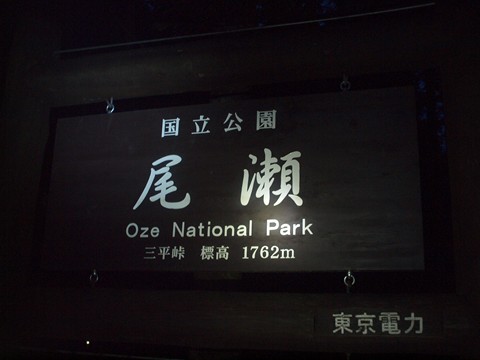 国立公園
尾瀬
Oze National Park
三平峠 標高 1762m
東京電力